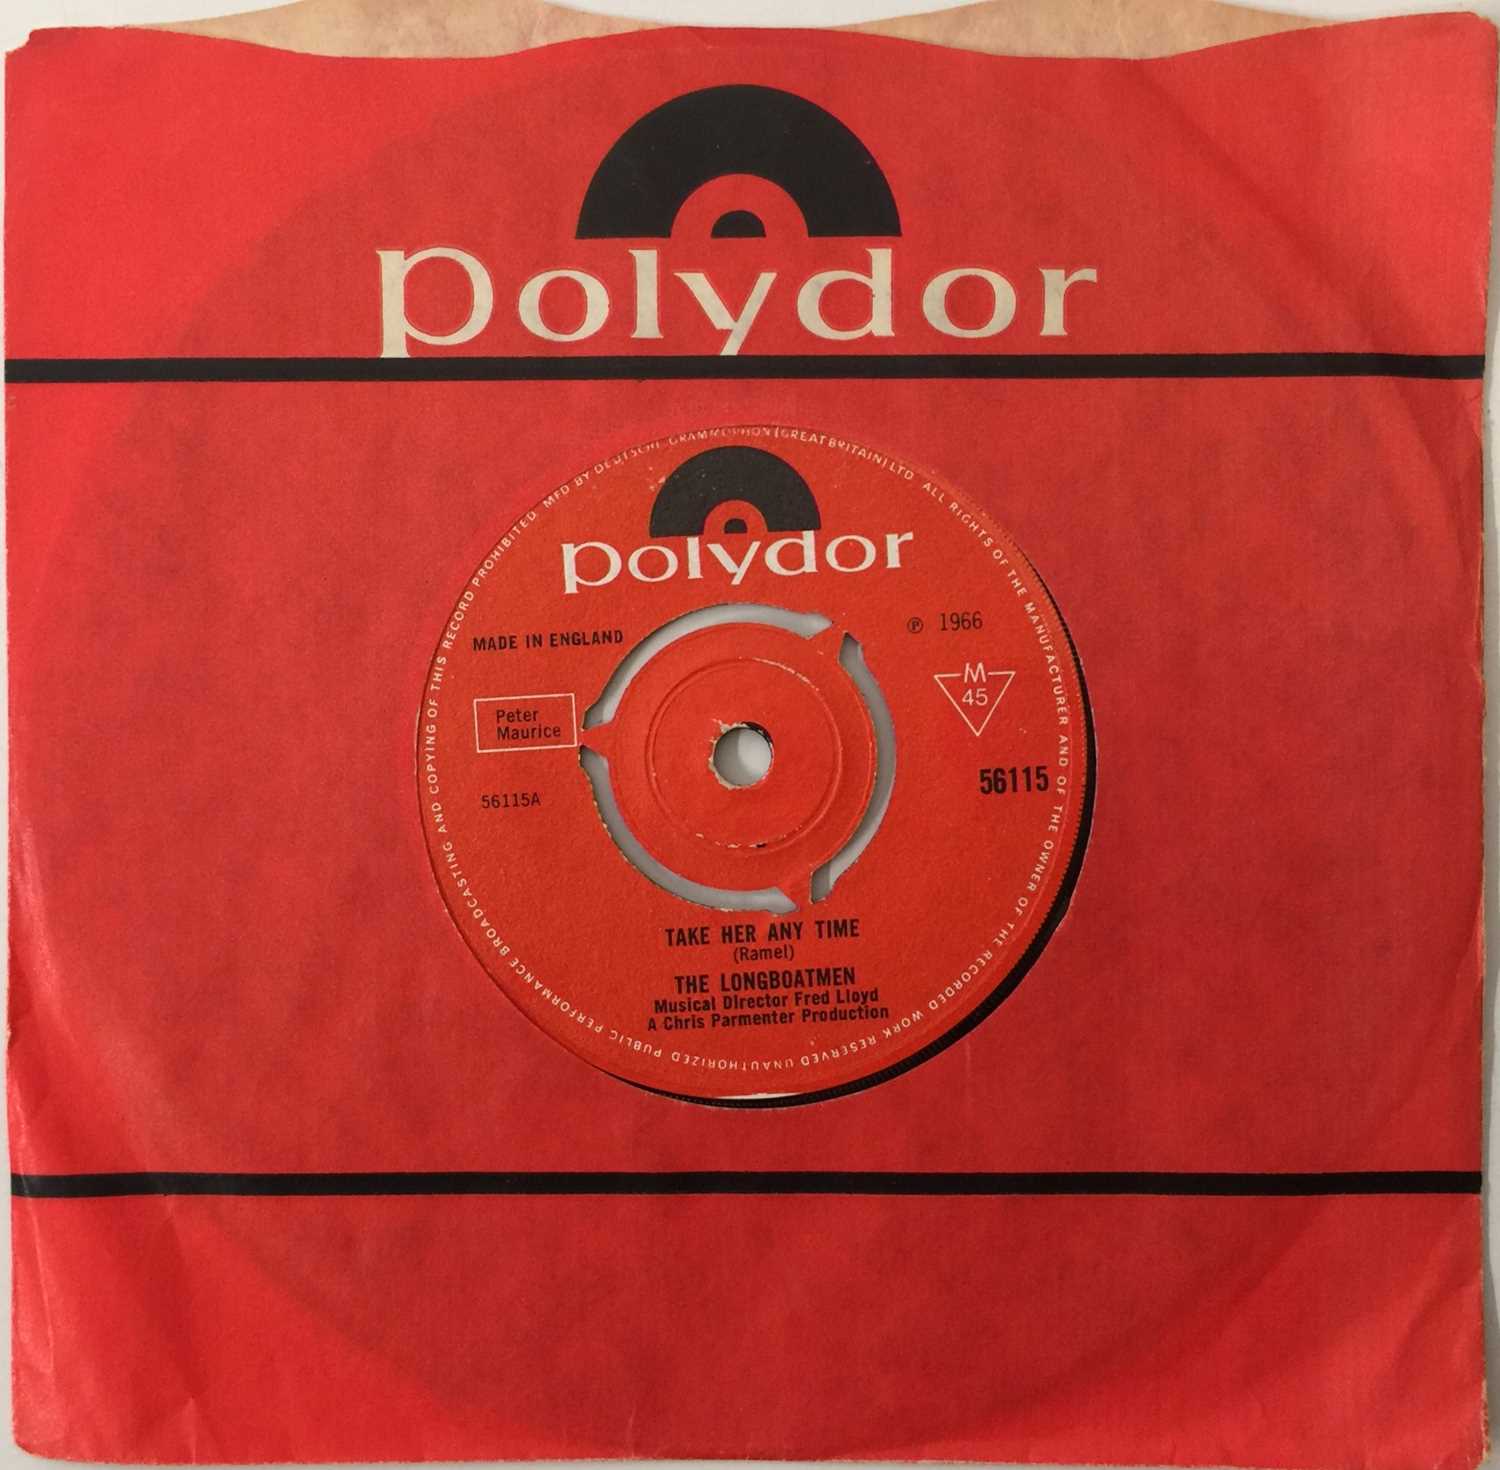 polydor
MFD BY DEUTSCHE GRAMMOPHON (GREAT BRITAIN) LTD. ALL RIGHTS OF THE MANUFACTURER AND OF THE OWNER OF THE RECORDED WORK RESERVED UNAUTHORIZED PUBLIC PERFORMANCE BROADCASTING AND COPYING OF THIS RECORD PROHIBITED.
polydor
MADE IN ENGLAND
℗ 1966
M
45
Peter
Maurice
56115
56115A
TAKE HER ANY TIME
(Ramel)
THE LONGBOATMEN
Musical Director Fred Lloyd
A Chris Parmenter Production